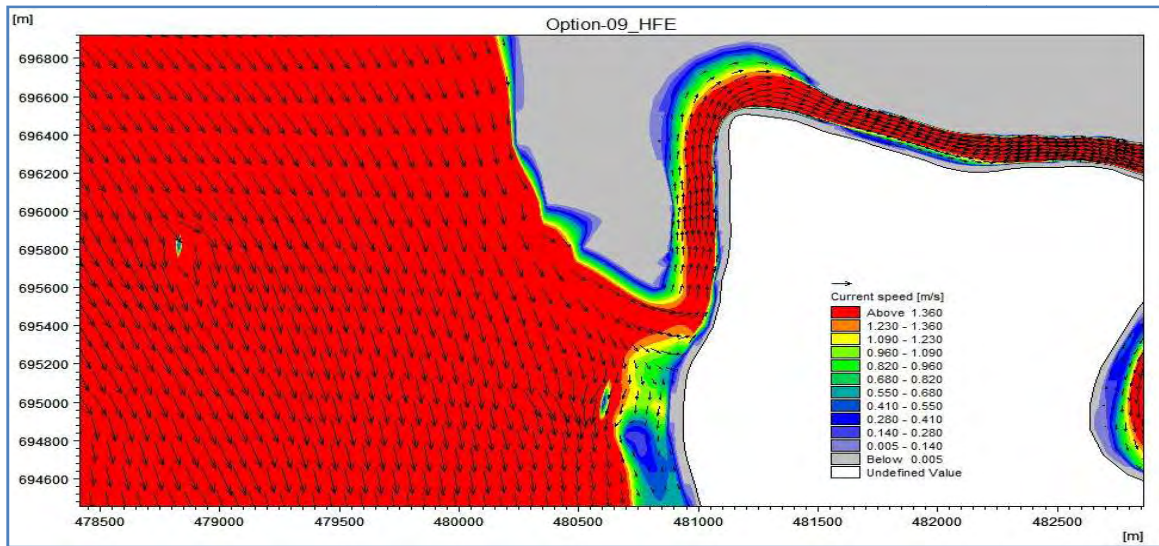 [m]
Option-09_HFE
696800
696600
696400
696200
696000
695800
695600
695400
695200
695000
694800
694600
Current speed [m/s]
Above 1.360
1.230 - 1.360
1.090 - 1.230
0.960 - 1.090
0.820 - 0.960
0.680 - 0.820
0.550 - 0.680
0.410 - 0.550
0.280 - 0.410
0.140 - 0.280
0.005 - 0.140
Below 0.005
Undefined Value
478500 479000 479500 480000 480500 481000 481500 482000 482500
[m]